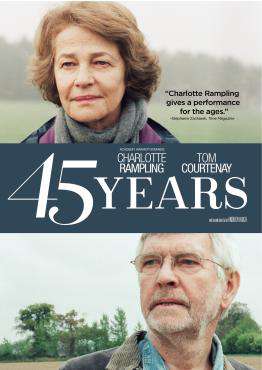 "Charlotte Rampling
gives a performance
for the ages."
CHARLOTTE
RAMPLING
TOM
COURTENAY
45 YEARS